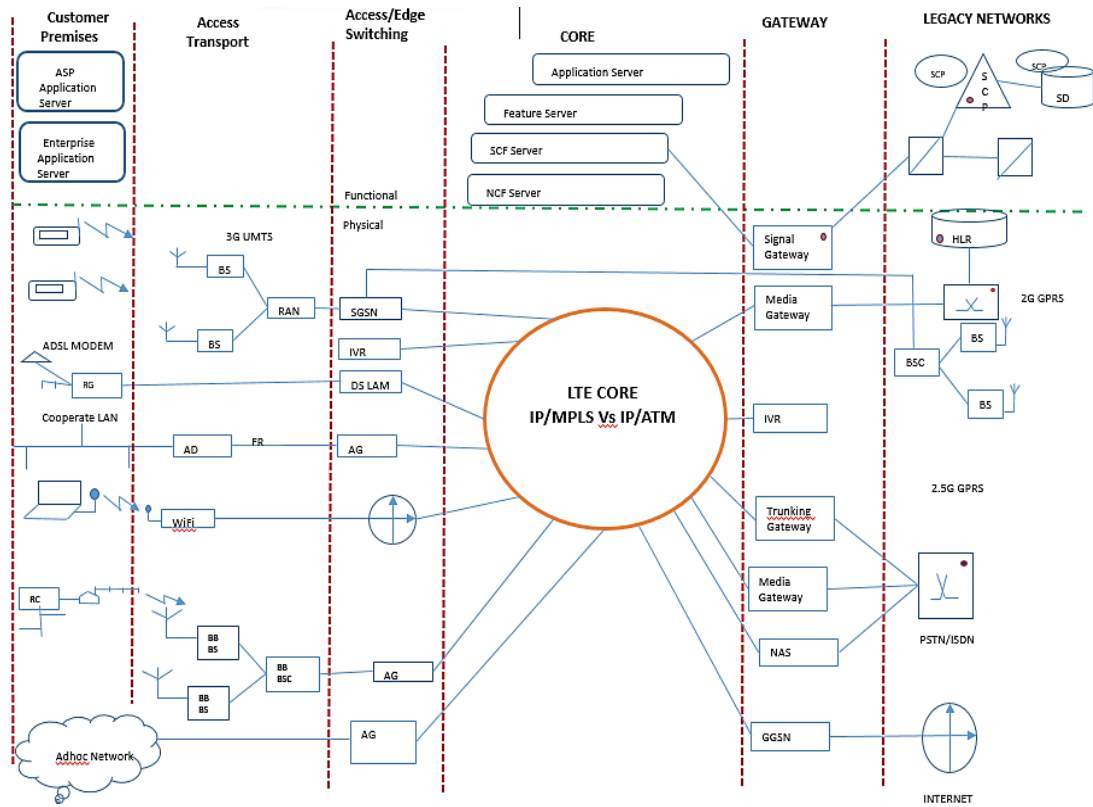 Customer
Premises
Access
Transport
Access/Edge
Switching
CORE
GATEWAY
LEGACY NETWORKS
ASP
Application
Server
Enterprise
Application
Server
Application Server
Feature Server
SCF Server
NCF Server
SCP
S
C
P
SCP
SD
Functional
Physical
3G UMTS
BS
RAN
BS
SGSN
IVR
DS LAM
ADSL MODEM
RG
Cooperate LAN
AD
FR
AG
WiFi
RC
BB
BS
BB
BSC
BB
BS
AG
AG
Adhoc Network
LTE CORE
IP/MPLS Vs IP/ATM
Signal
Gateway
Media
Gateway
IVR
Trunking
Gateway
Media
Gateway
NAS
GGSN
HLR
2G GPRS
BSC
BS
BS
2.5G GPRS
PSTN/ISDN
INTERNET